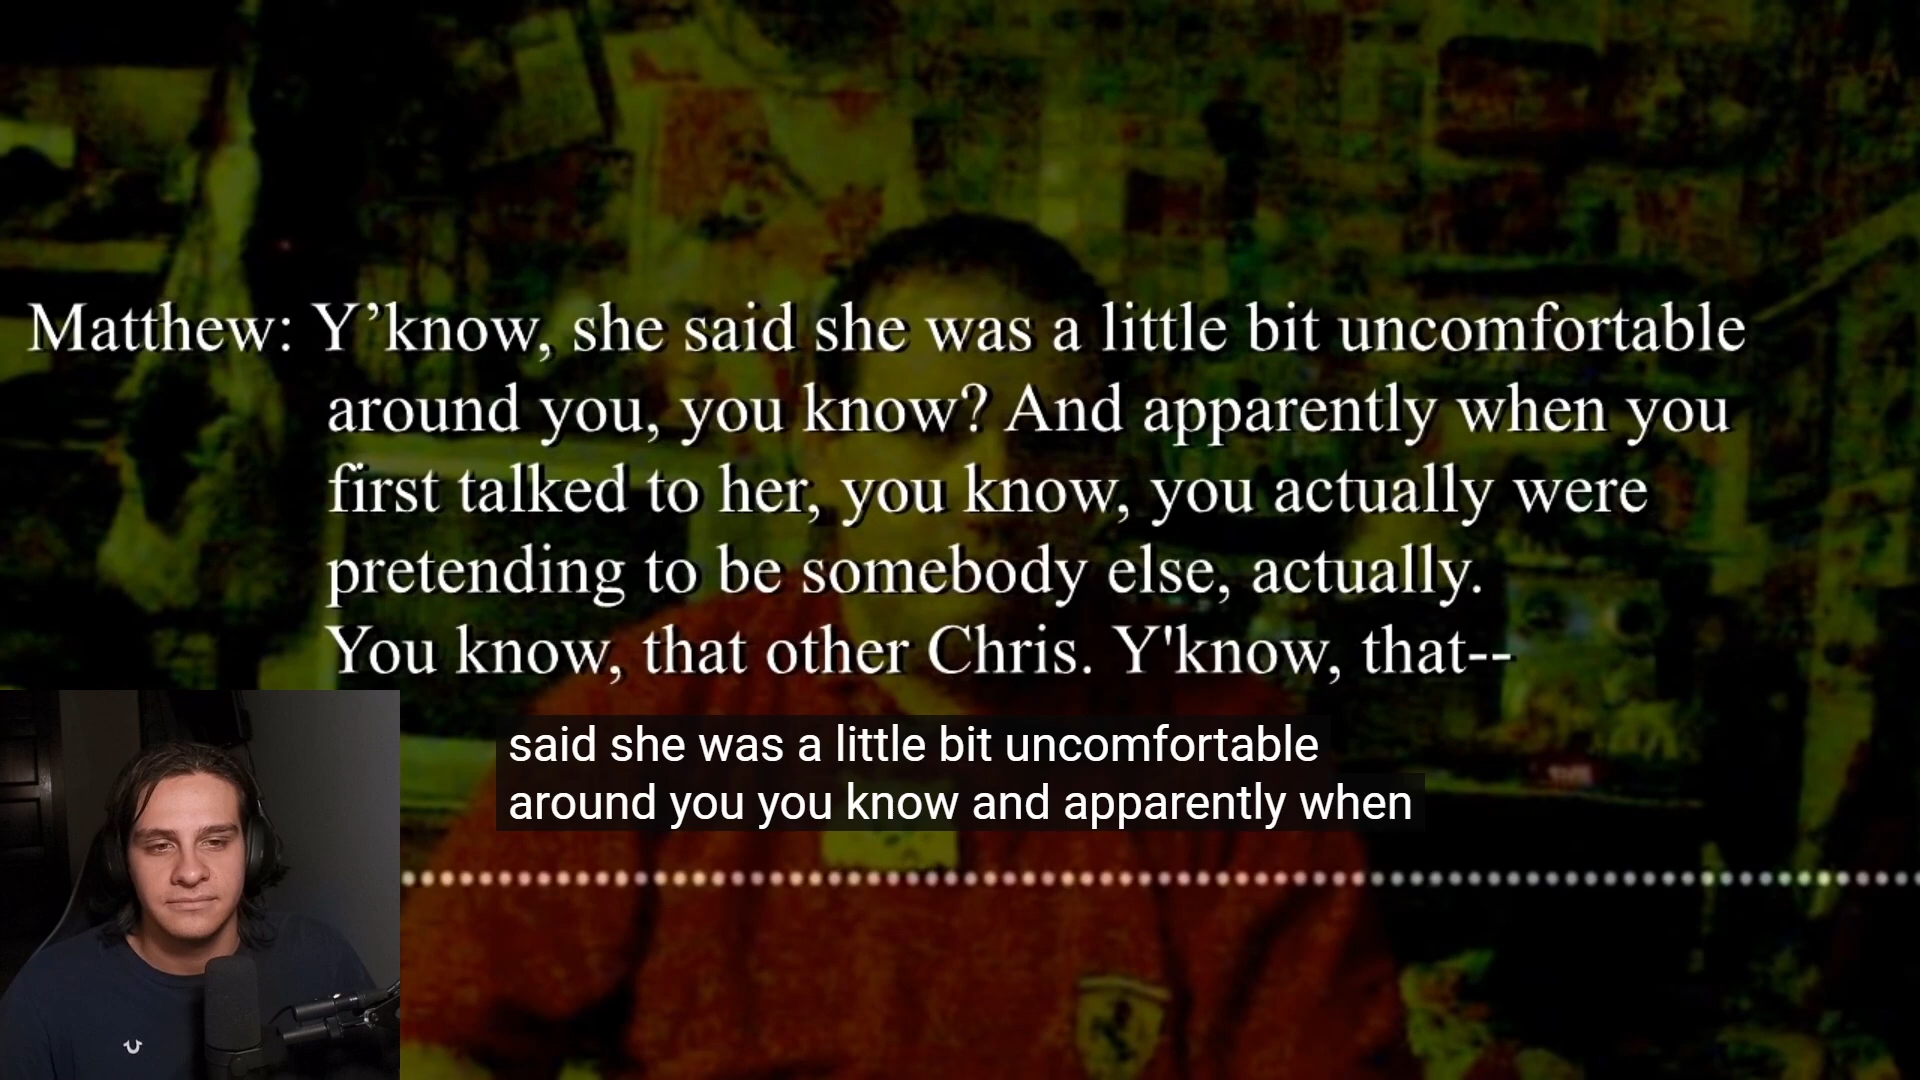 Matthew: Y’know, she said she was a little bit uncomfortable
around you, you know? And apparently when you
first talked to her, you know, you actually were
pretending to be somebody else, actually.
You know, that other Chris. Y'know, that--
said she was a little bit uncomfortable
around you you know and apparently when